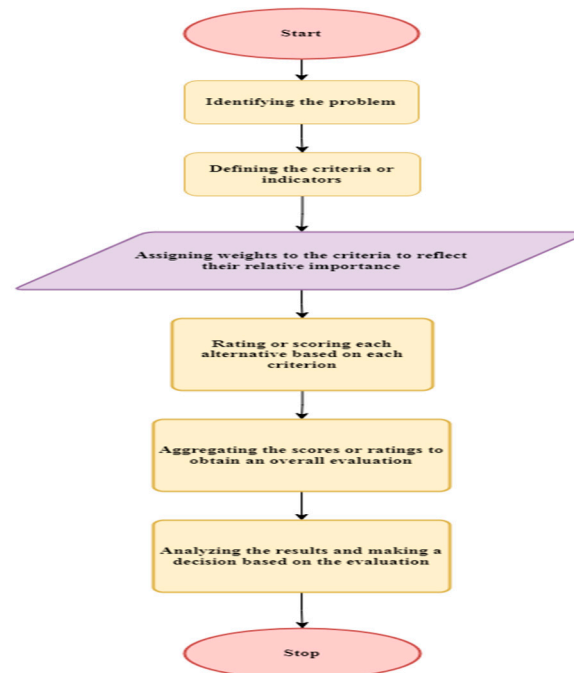 Start
Identifying the problem
Defining the criteria or
indicators
Assigning weights to the criteria to reflect
their relative importance
Rating or scoring each
alternative based on each
criterion
Aggregating the scores or ratings to
obtain an overall evaluation
Analyzing the results and making a
decision based on the evaluation
Stop